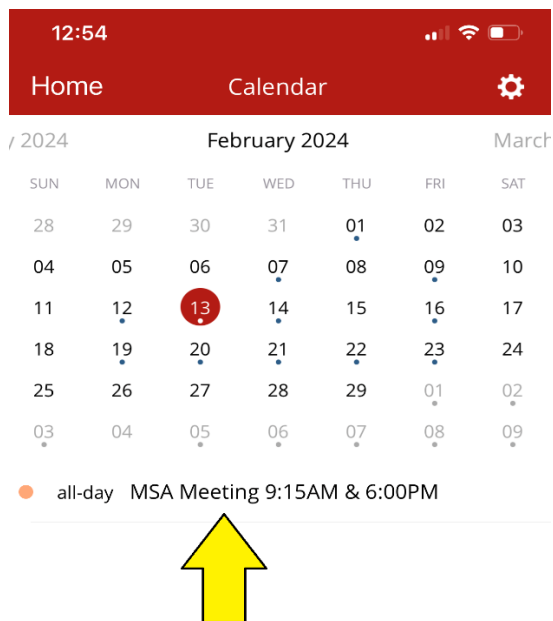 12:54
Home Calendar
2024 February 2024 March
SUN MON TUE WED THU FRI SAT
28 29 30 31 01 02 03
04 05 06 07 08 09 10
11 12 13 14 15 16 17
18 19 20 21 22 23 24
25 26 27 28 29 01 02
03 04 05 06 07 08 09
all-day MSA Meeting 9:15AM & 6:00PM